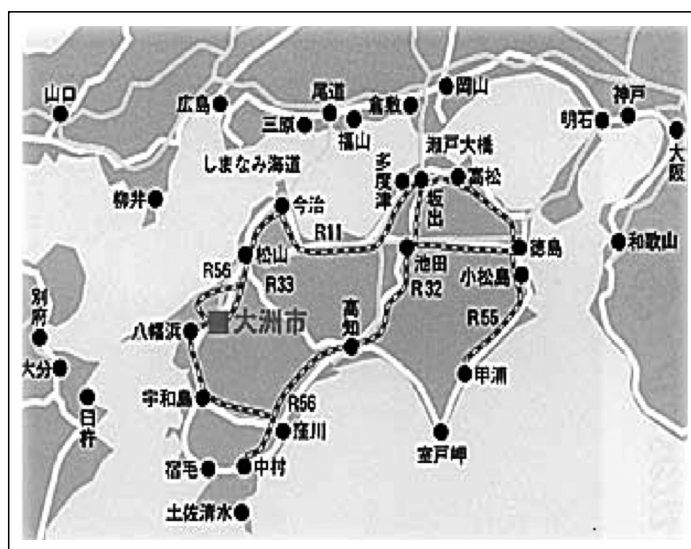 岡山
尾道
倉敷
神戸
山口
広島
三原
福山
明石
大阪
瀬戸大橋
しまなみ海道
多度津
高松
坂出
柳井
今治
R11
松山
池田
徳島
和歌山
R56
R33
R32
小松島
別府
大洲市
高知
R55
八幡浜
大分
甲浦
臼杵
宇和島
R56
窪川
室戸岬
宿毛
中村
土佐清水